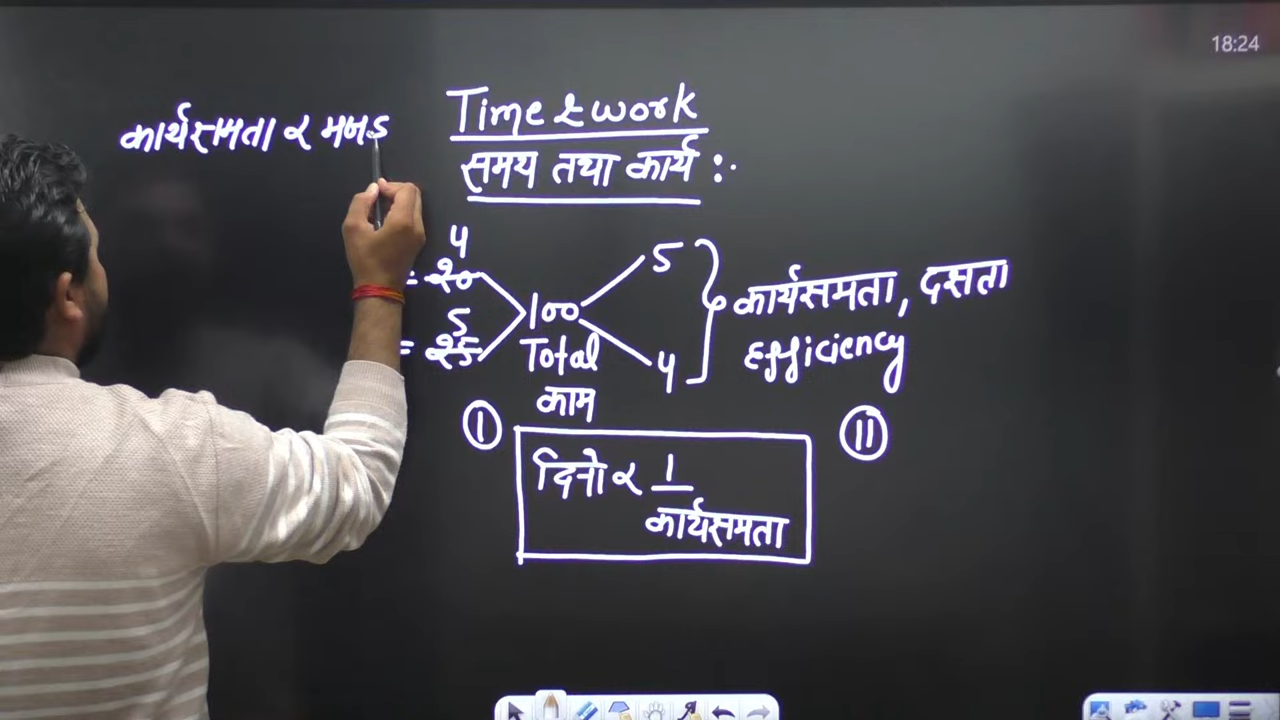 18:24
Time & work
कार्यक्षमता ∝ मज
समय तथा कार्य :.
4
= 20
5
= 25
100
Total
काम
5
4
कार्यक्षमता, दक्षता
Efficiency
I
II
दिनो ∝ 1
कार्यक्षमता